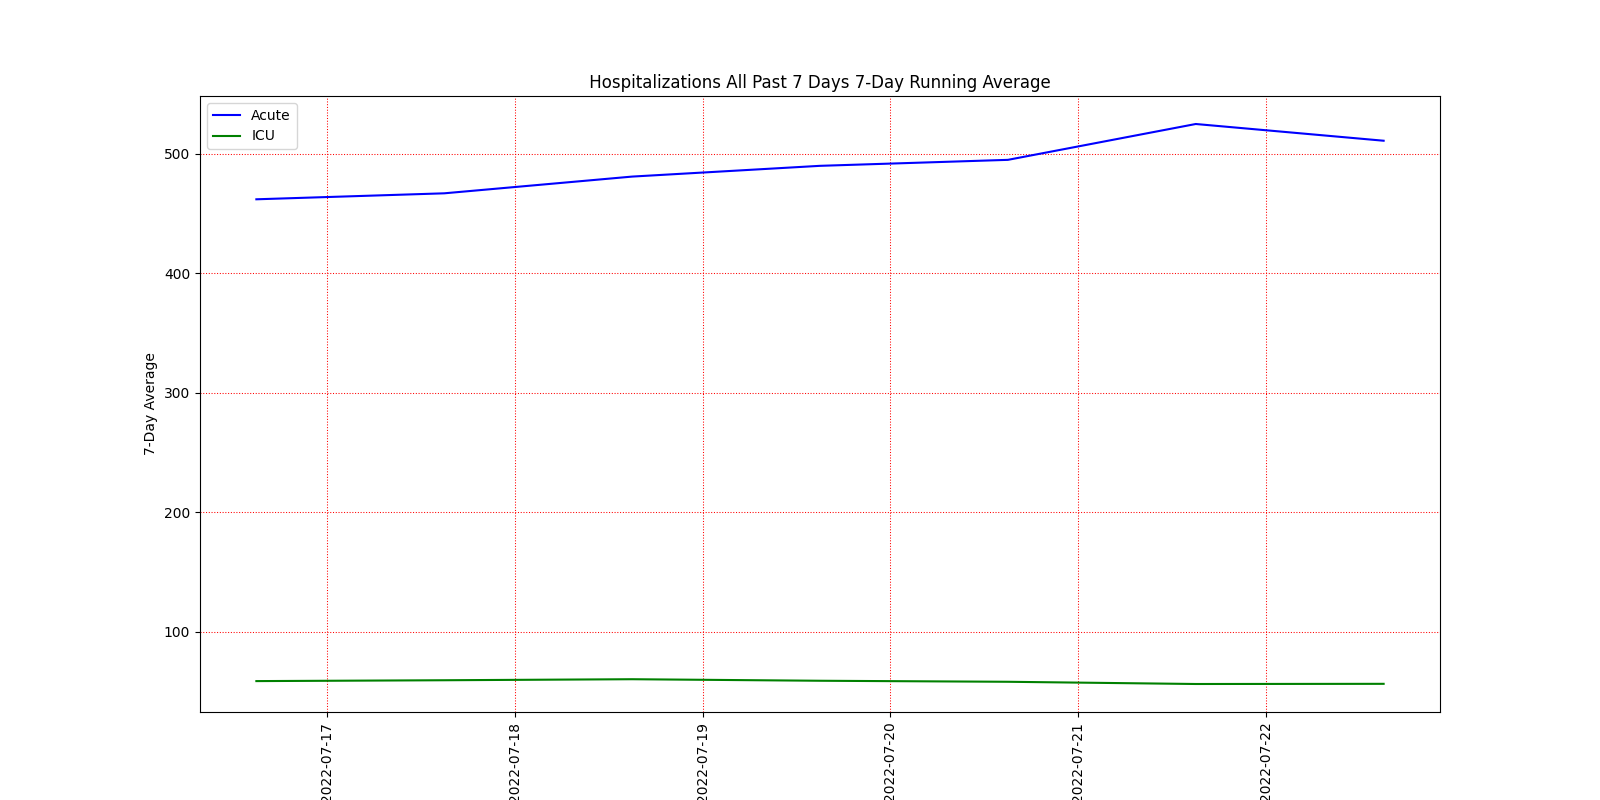 Hospitalizations All Past 7 Days 7-Day Running Average
Acute
ICU
7-Day Average
500
400
300
200
100
2022-07-17
2022-07-18
2022-07-19
2022-07-20
2022-07-21
2022-07-22